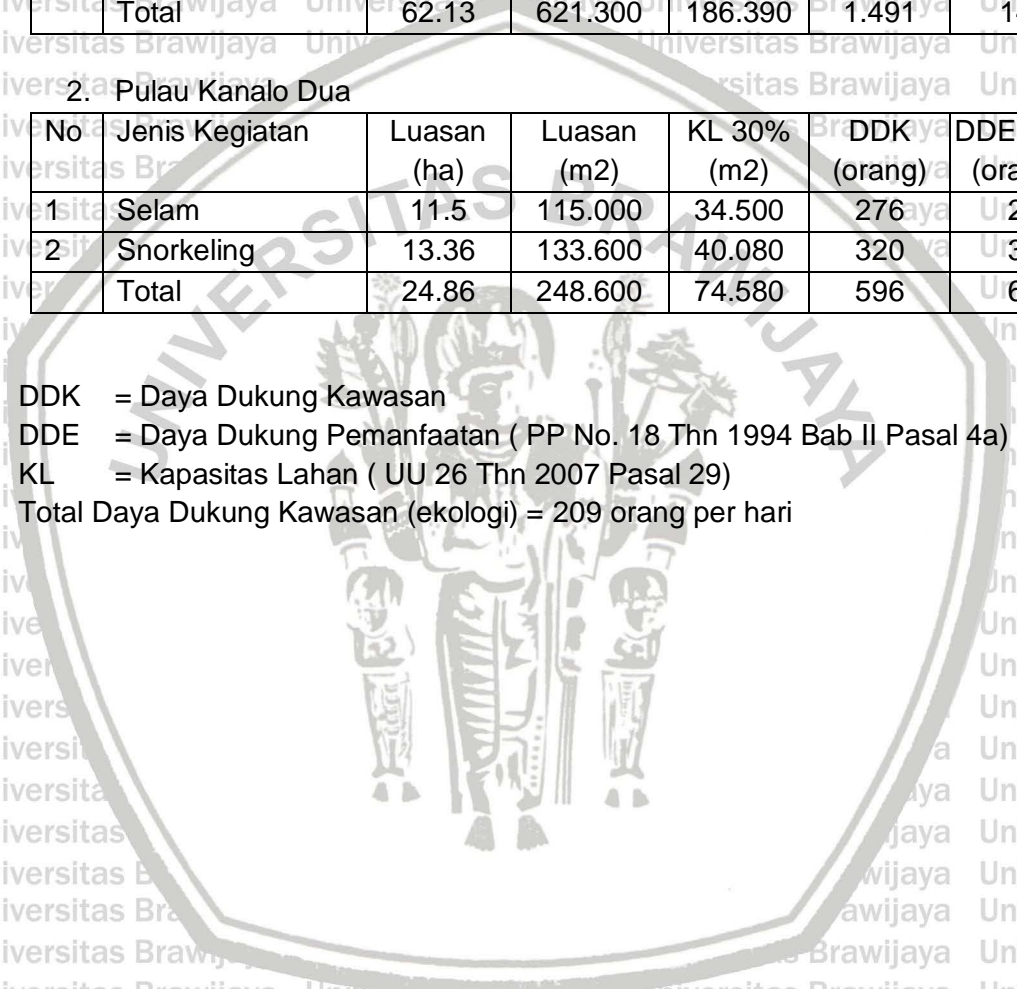 Total 62.13 621.300 186.390 1.491
2. Pulau Kanalo Dua
No Jenis Kegiatan Luasan (ha) Luasan (m2) KL 30% (m2) DDK (orang)
1 Selam 11.5 115.000 34.500 276
2 Snorkeling 13.36 133.600 40.080 320
Total 24.86 248.600 74.580 596
DDK = Daya Dukung Kawasan
DDE = Daya Dukung Pemanfaatan ( PP No. 18 Thn 1994 Bab II Pasal 4a)
KL = Kapasitas Lahan ( UU 26 Thn 2007 Pasal 29)
Total Daya Dukung Kawasan (ekologi) = 209 orang per hari
UNIVERSITAS BRAWIJAYA